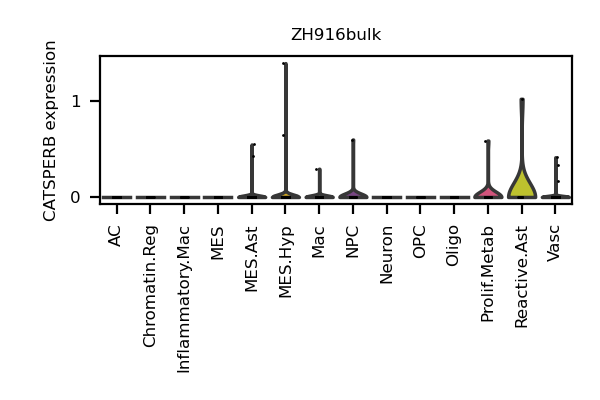 ZH916bulk
CATSPERB expression
1
0
AC
Chromatin.Reg
Inflammatory.Mac
MES
MES.Ast
MES.Hyp
Mac
NPC
Neuron
OPC
Oligo
Prolif.Metab
Reactive.Ast
Vasc